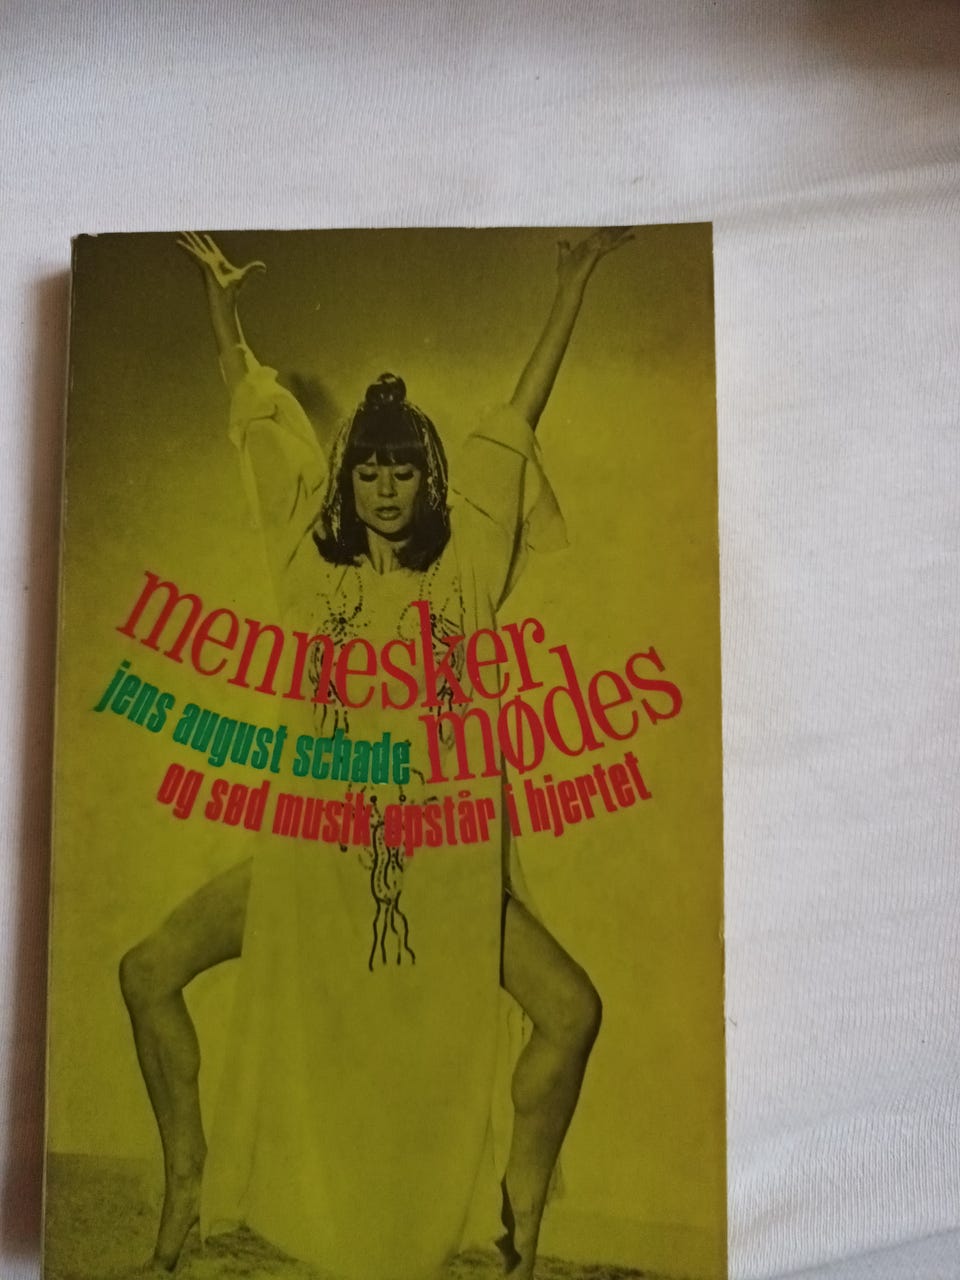 mennesker
mødes
jens august schade
og sød musik opstår i hjertet